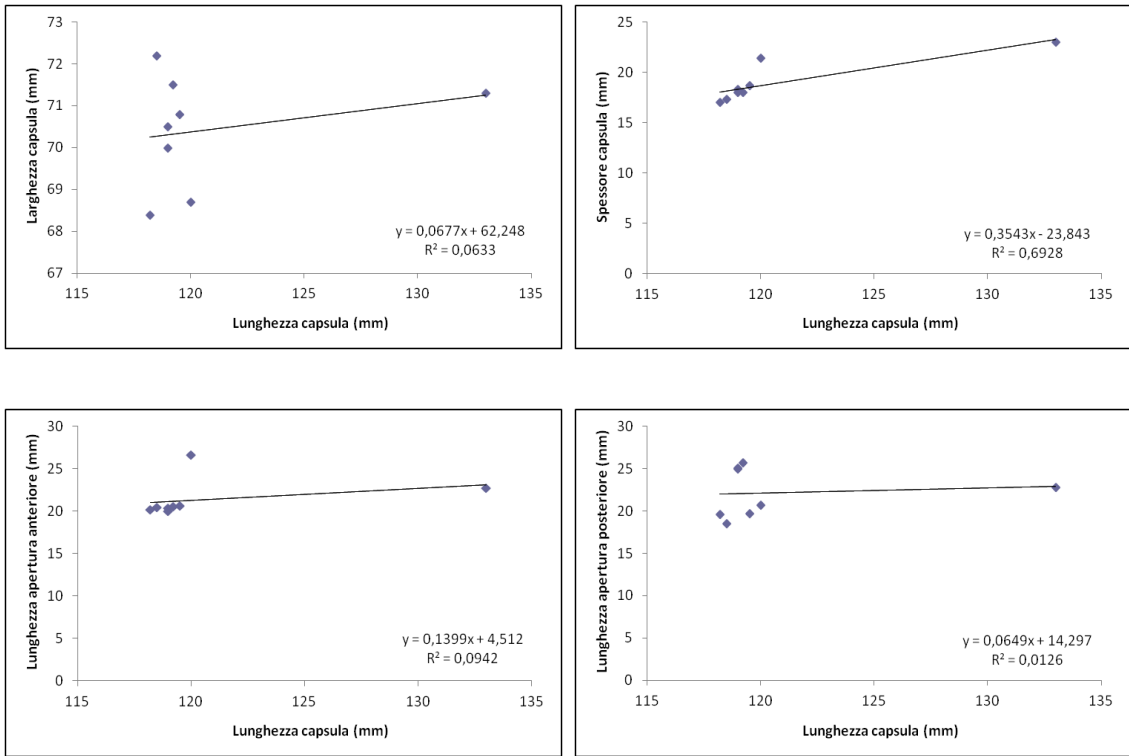 73
72
71
70
69
68
67
115
120
125
130
135
Larghezza capsula (mm)
Lunghezza capsula (mm)
y = 0,0677x + 62,248
R² = 0,0633
25
20
15
10
5
0
115
120
125
130
135
Spessore capsula (mm)
Lunghezza capsula (mm)
y = 0,3543x - 23,843
R² = 0,6928
30
25
20
15
10
5
0
115
120
125
130
135
Lunghezza apertura anteriore (mm)
Lunghezza capsula (mm)
y = 0,1399x + 4,512
R² = 0,0942
30
25
20
15
10
5
0
115
120
125
130
135
Lunghezza apertura posteriore (mm)
Lunghezza capsula (mm)
y = 0,0649x + 14,297
R² = 0,0126